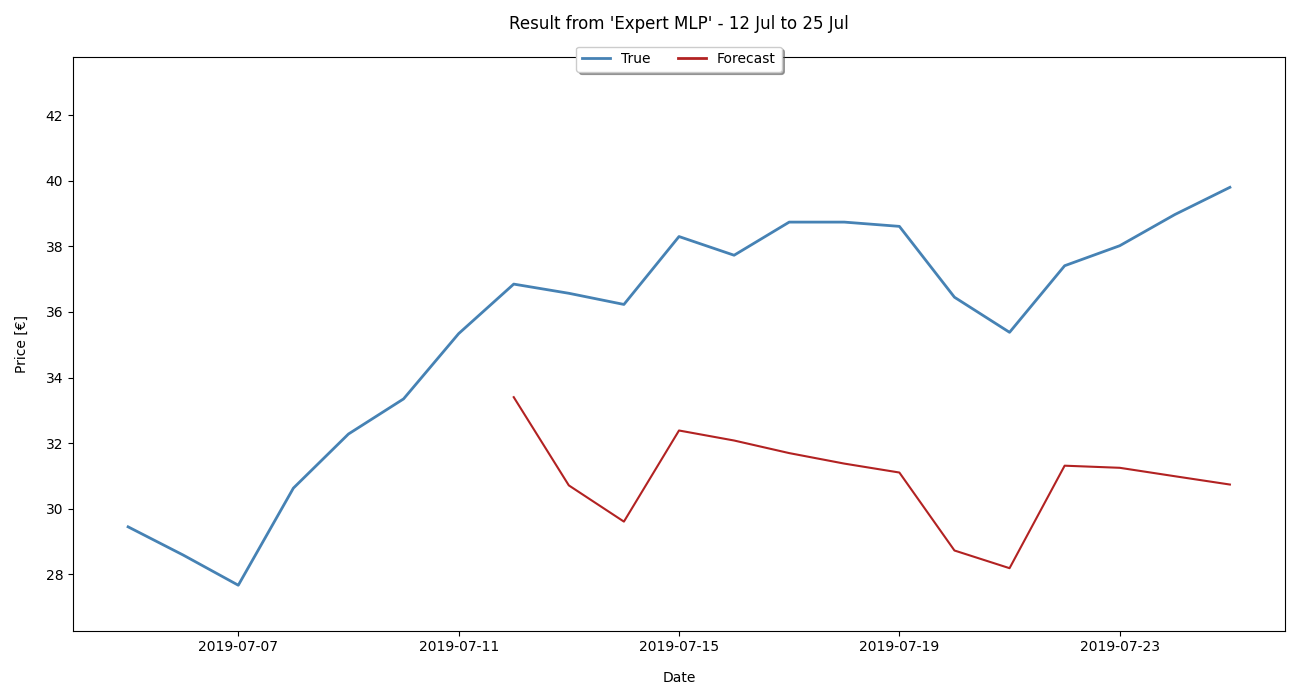 Result from 'Expert MLP' - 12 Jul to 25 Jul
True Forecast
Price [€]
42
40
38
36
34
32
30
28
2019-07-07 2019-07-11 2019-07-15 2019-07-19 2019-07-23
Date